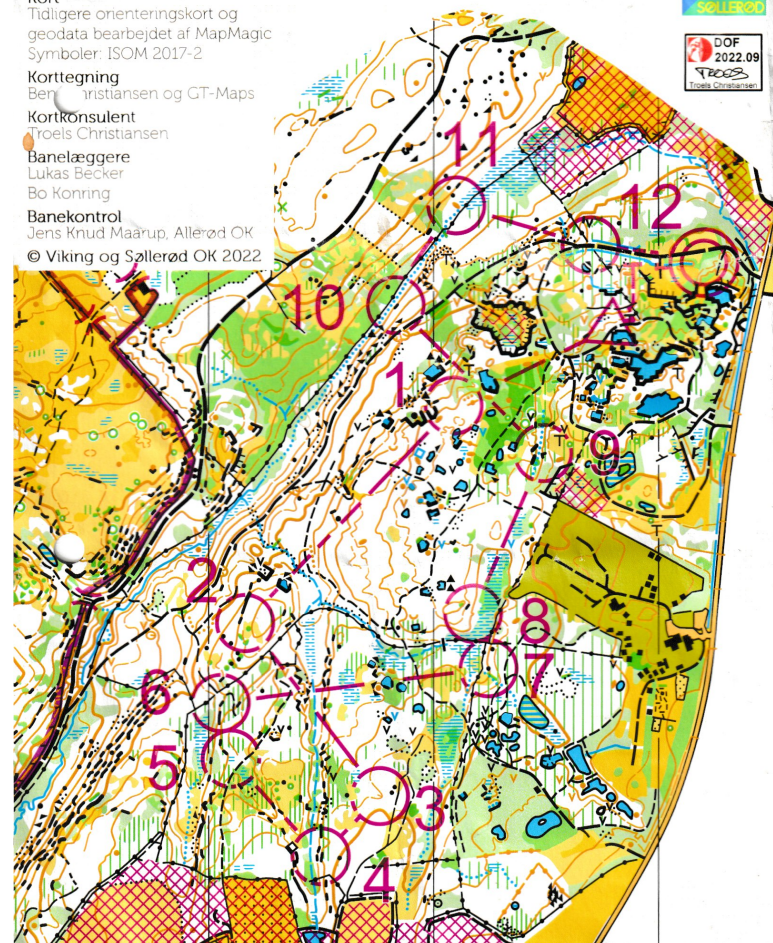 Kort
Tidligere orienteringskort og
geodata bearbejdet af MapMagic
Symboler: ISOM 2017-2
Korttegning
Christiansen og GT-Maps
Kortkonsulent
Troels Christiansen
Banelæggere
Lukas Becker
Bo Konring
Banekontrol
Jens Knud Maarup, Allerød OK
© Viking og Søllerød OK 2022
SØLLERØD
DOF
2022.09
Troels Christiansen
11
12
10
1
9
2
8
7
6
5
3
4